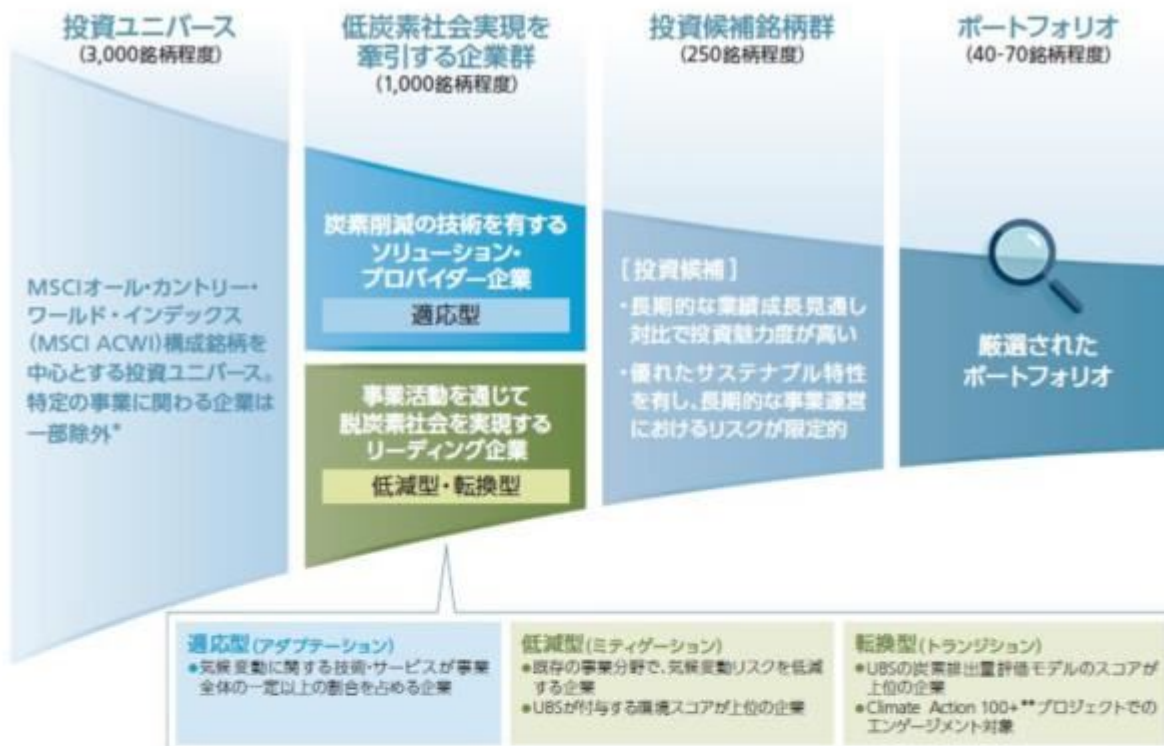 投資ユニバース
(3,000銘柄程度)
低炭素社会実現を
牽引する企業群
(1,000銘柄程度)
投資候補銘柄群
(250銘柄程度)
ポートフォリオ
(40-70銘柄程度)
MSCIオール・カントリー・
ワールド・インデックス
(MSCI ACWI)構成銘柄を
中心とする投資ユニバース。
特定の事業に関わる企業は
一部除外*
炭素削減の技術を有する
ソリューション・
プロバイダー企業
適応型
事業活動を通じて
脱炭素社会を実現する
リーディング企業
低減型・転換型
[投資候補]
・長期的な業績成長見通し
対比で投資魅力度が高い
・優れたサステナブル特性
を有し、長期的な事業運営
におけるリスクが限定的
厳選された
ポートフォリオ
適応型(アダプテーション)
●気候変動に関する技術・サービスが事業
全体の一定以上の割合を占める企業
低減型(ミティゲーション)
●既存の事業分野で、気候変動リスクを低減
する企業
●UBSが付与する環境スコアが上位の企業
転換型(トランジション)
●UBSの炭素排出量評価モデルのスコアが
上位の企業
●Climate Action 100+**プロジェクトでの
エンゲージメント対象